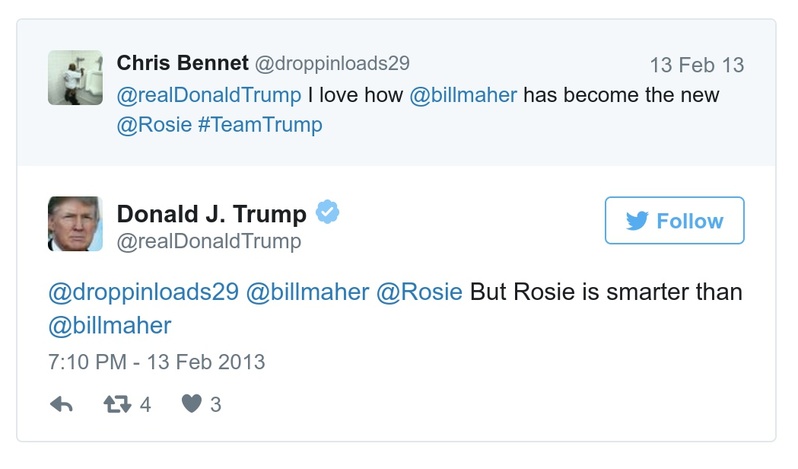 Chris Bennet @droppinloads29 13 Feb 13
@realDonaldTrump I love how @billmaher has become the new
@Rosie #TeamTrump
Donald J. Trump
@realDonaldTrump
Follow
@droppinloads29 @billmaher @Rosie But Rosie is smarter than
@billmaher
7:10 PM - 13 Feb 2013
4 3